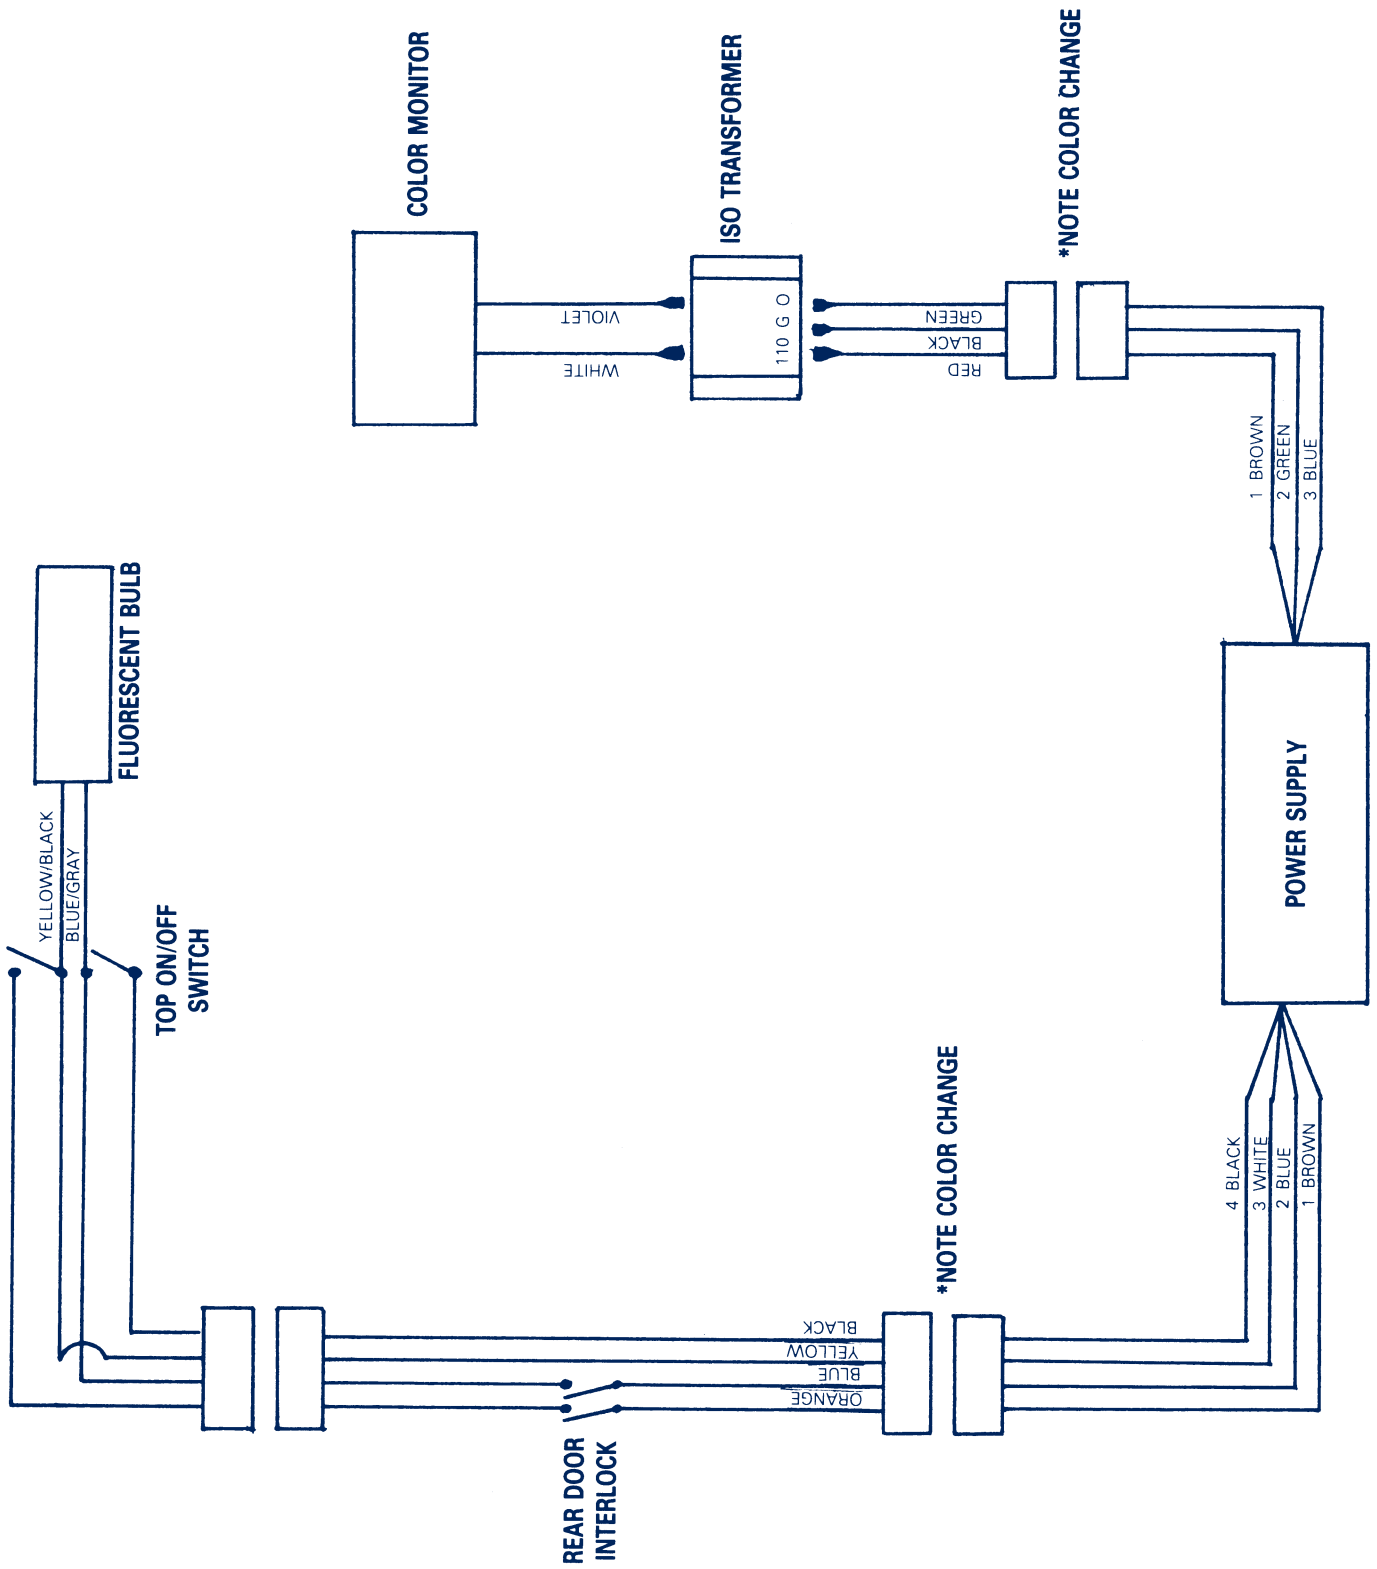 COLOR MONITOR
ISO TRANSFORMER
*NOTE COLOR CHANGE
VIOLET
WHITE
110 G O
GREEN
BLACK
RED
1 BROWN
2 GREEN
3 BLUE
FLUORESCENT BULB
YELLOW/BLACK
BLUE/GRAY
TOP ON/OFF
SWITCH
POWER SUPPLY
*NOTE COLOR CHANGE
4 BLACK
3 WHITE
2 BLUE
1 BROWN
BLACK
YELLOW
BLUE
ORANGE
REAR DOOR
INTERLOCK